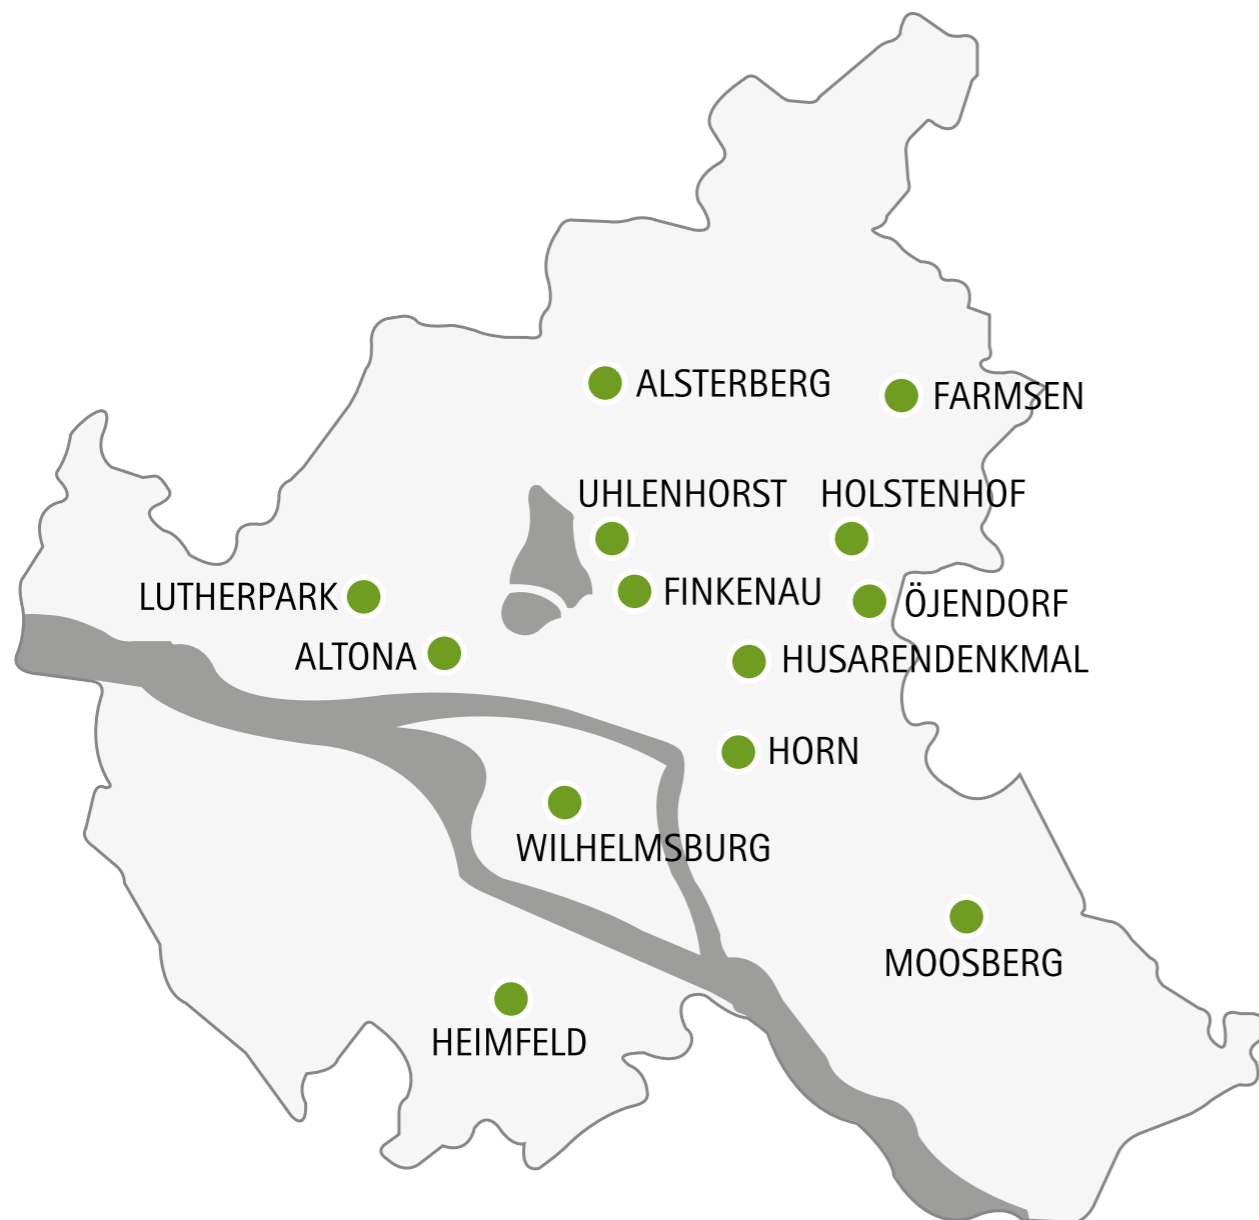 ALSTERBERG
FARMSEN
UHLENHORST
HOLSTENHOF
LUTHERPARK
FINKENAU
ÖJENDORF
ALTONA
HUSARENDENKMAL
HORN
WILHELMSBURG
MOOSBERG
HEIMFELD